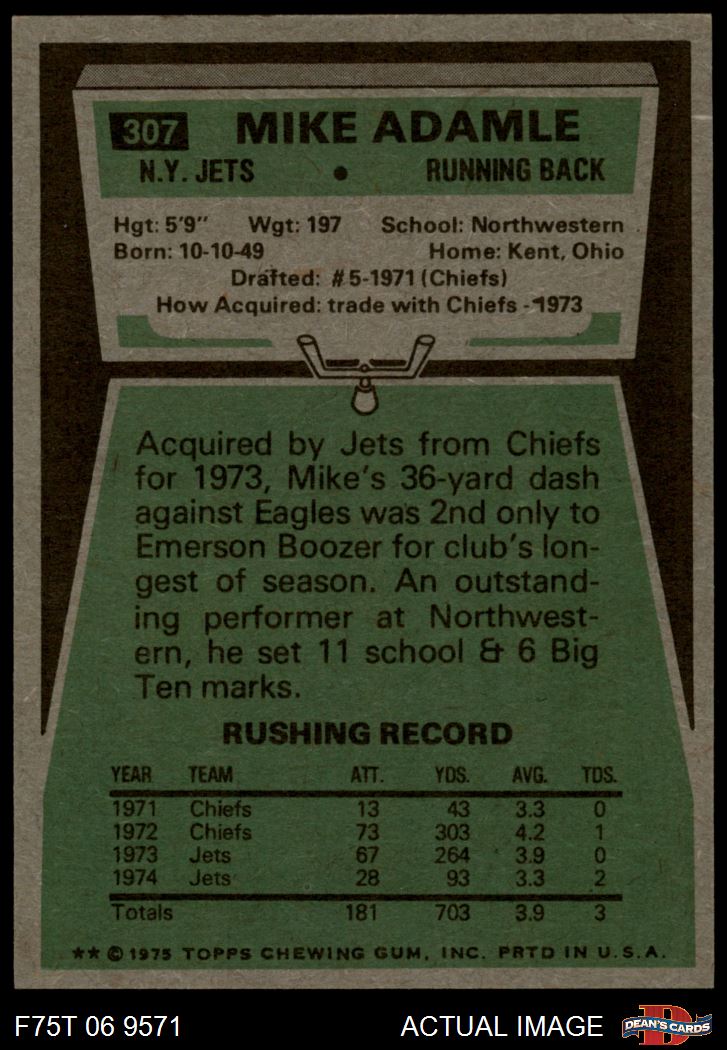 307 MIKE ADAMLE
N.Y. JETS • RUNNING BACK
Hgt: 5'9" Wgt: 197 School: Northwestern
Born: 10-10-49 Home: Kent, Ohio
Drafted: #5-1971 (Chiefs)
How Acquired: trade with Chiefs - 1973
Acquired by Jets from Chiefs
for 1973, Mike's 36-yard dash
against Eagles was 2nd only to
Emerson Boozer for club's lon-
gest of season. An outstand-
ing performer at Northwest-
ern, he set 11 school & 6 Big
Ten marks.
RUSHING RECORD
YEAR TEAM ATT. YDS. AVG. TDS.
1971 Chiefs 13 43 3.3 0
1972 Chiefs 73 303 4.2 1
1973 Jets 67 264 3.9 0
1974 Jets 28 93 3.3 2
Totals 181 703 3.9 3
** © 1975 TOPPS CHEWING GUM, INC. PRTD IN U.S.A.
F75T 06 9571 ACTUAL IMAGE D DEAN'S CARDS